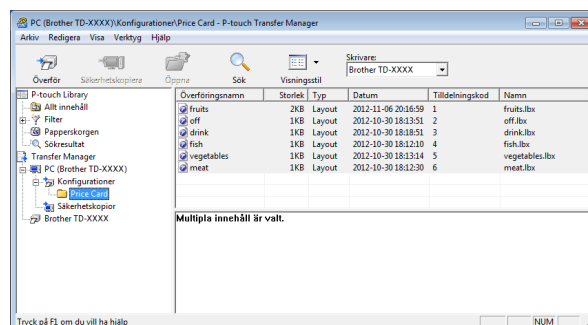 PC (Brother TD-XXXX)\Konfigurationer\Price Card - P-touch Transfer Manager
Arkiv Redigera Visa Verktyg Hjälp
Överför Säkerhetskopiera Öppna Sök Visningsstil
Skrivare:
Brother TD-XXXX
P-touch Library
Allt innehåll
Filter
Papperskorgen
Sökresultat
Transfer Manager
PC (Brother TD-XXXX)
Konfigurationer
Price Card
Säkerhetskopior
Brother TD-XXXX
Överföringsnamn Storlek Typ Datum Tilldelningskod Namn
fruits 2KB Layout 2012-11-06 20:16:59 1 fruits.lbx
off 1KB Layout 2012-10-30 18:13:51 2 off.lbx
drink 1KB Layout 2012-10-30 18:18:51 3 drink.lbx
fish 1KB Layout 2012-10-30 18:12:10 4 fish.lbx
vegetables 1KB Layout 2012-10-30 18:13:14 5 vegetables.lbx
meat 1KB Layout 2012-10-30 18:12:30 6 meat.lbx
Multipla innehåll är valt.
Tryck på F1 om du vill ha hjälp
NUM